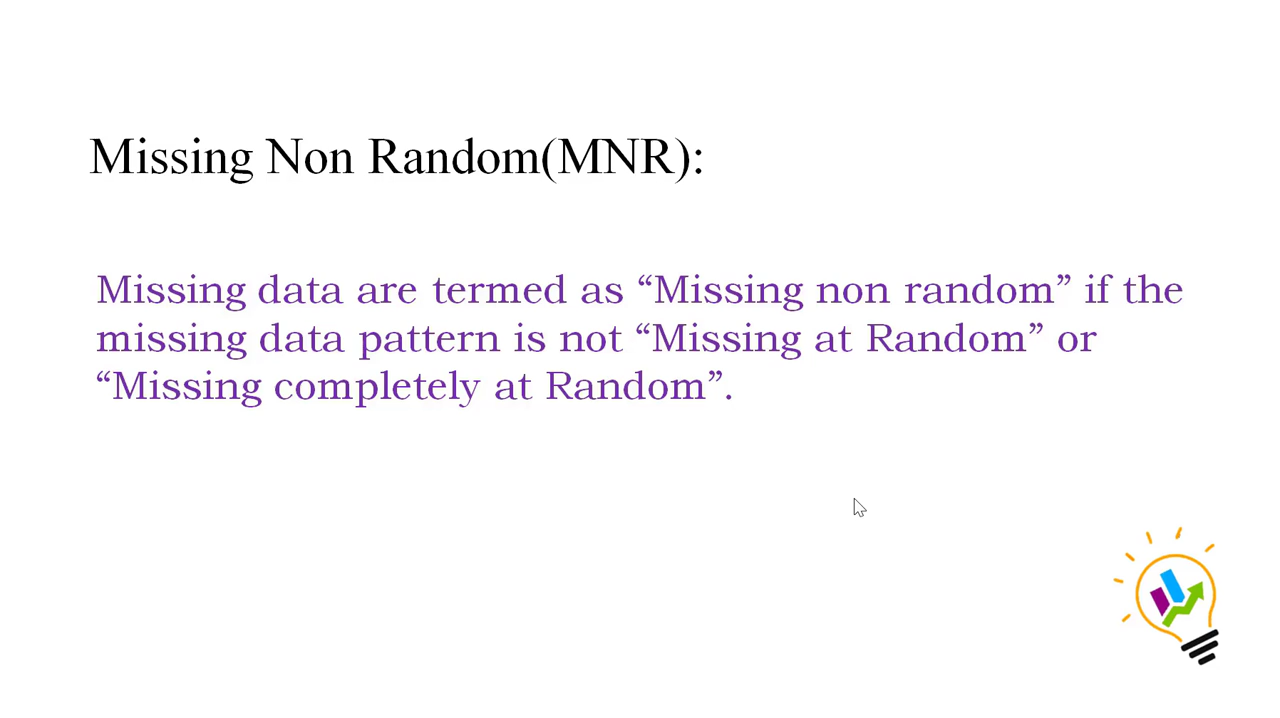 Missing Non Random(MNR):
Missing data are termed as “Missing non random” if the
missing data pattern is not “Missing at Random” or
“Missing completely at Random”.